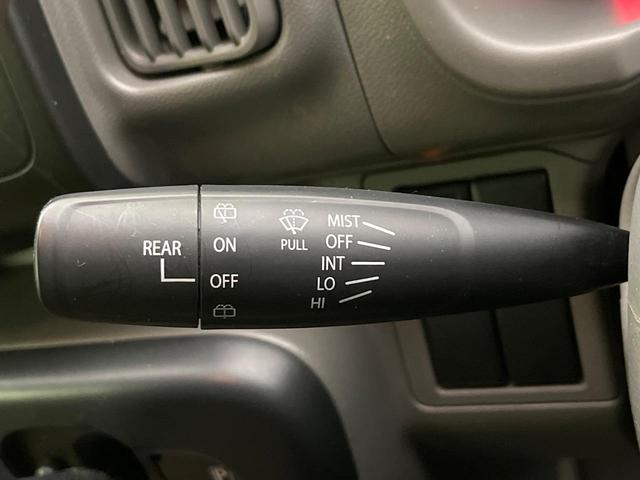 REAR
ON
OFF
PULL
MIST
OFF
INT
LO
HI